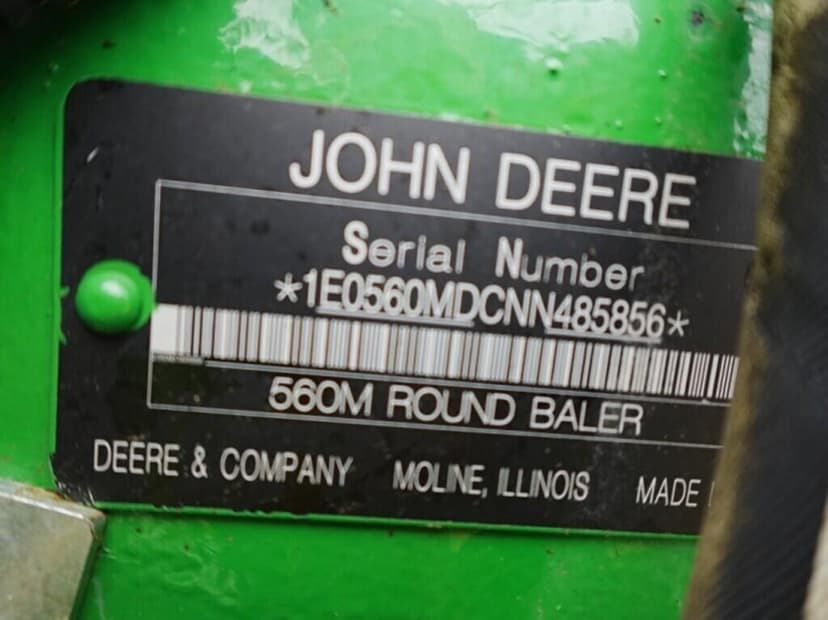 JOHN DEERE
Serial Number
*1E0560MDCNN485856*
560M ROUND BALER
DEERE & COMPANY MOLINE, ILLINOIS MADE